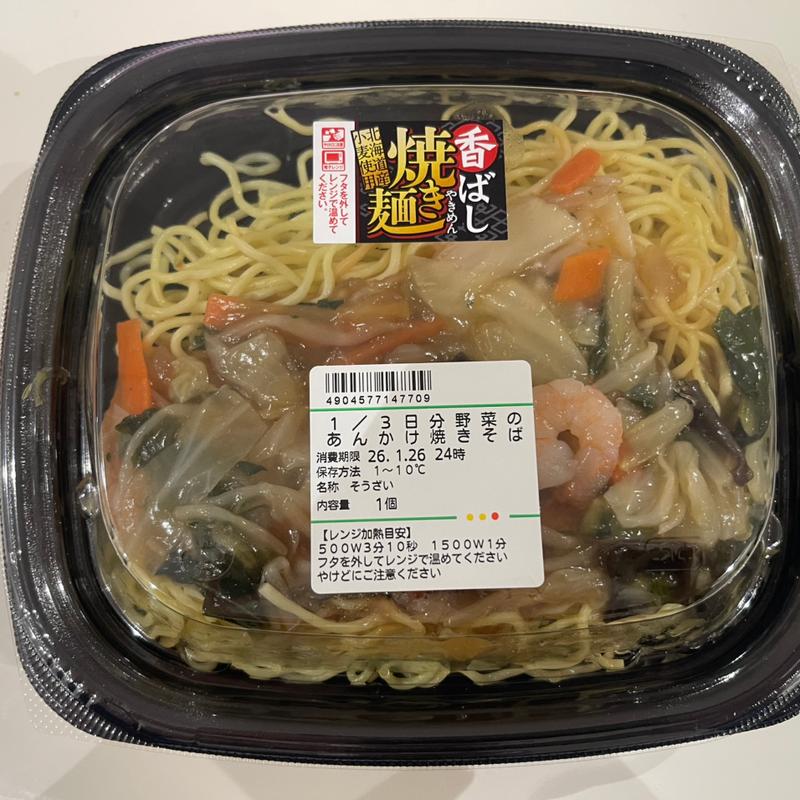 香ばし
焼き麺
やきめん
北海道産
小麦使用
フタを外して
レンジで温めて
ください。
4904577147709
1/3日分野菜の
あんかけ焼きそば
消費期限 26.1.26 24時
保存方法 1～10℃
名称 そうざい
内容量 1個
【レンジ加熱目安】
500W3分10秒 1500W1分
フタを外してレンジで温めてください
やけどにご注意ください